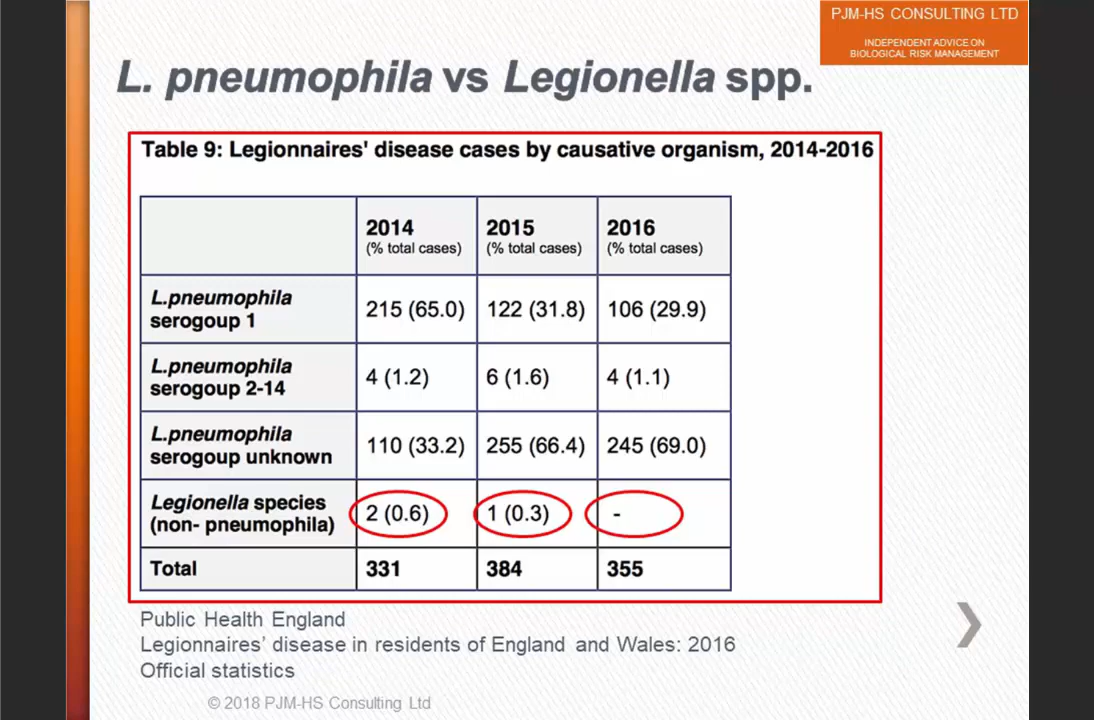 PJM-HS CONSULTING LTD
INDEPENDENT ADVICE ON
BIOLOGICAL RISK MANAGEMENT
L. pneumophila vs Legionella spp.
Table 9: Legionnaires' disease cases by causative organism, 2014-2016
2014 2015 2016
(% total cases) (% total cases) (% total cases)
L.pneumophila
serogoup 1 215 (65.0) 122 (31.8) 106 (29.9)
L.pneumophila
serogoup 2-14 4 (1.2) 6 (1.6) 4 (1.1)
L.pneumophila
serogoup unknown 110 (33.2) 255 (66.4) 245 (69.0)
Legionella species
(non- pneumophila) 2 (0.6) 1 (0.3) -
Total 331 384 355
Public Health England
Legionnaires’ disease in residents of England and Wales: 2016
Official statistics
© 2018 PJM-HS Consulting Ltd